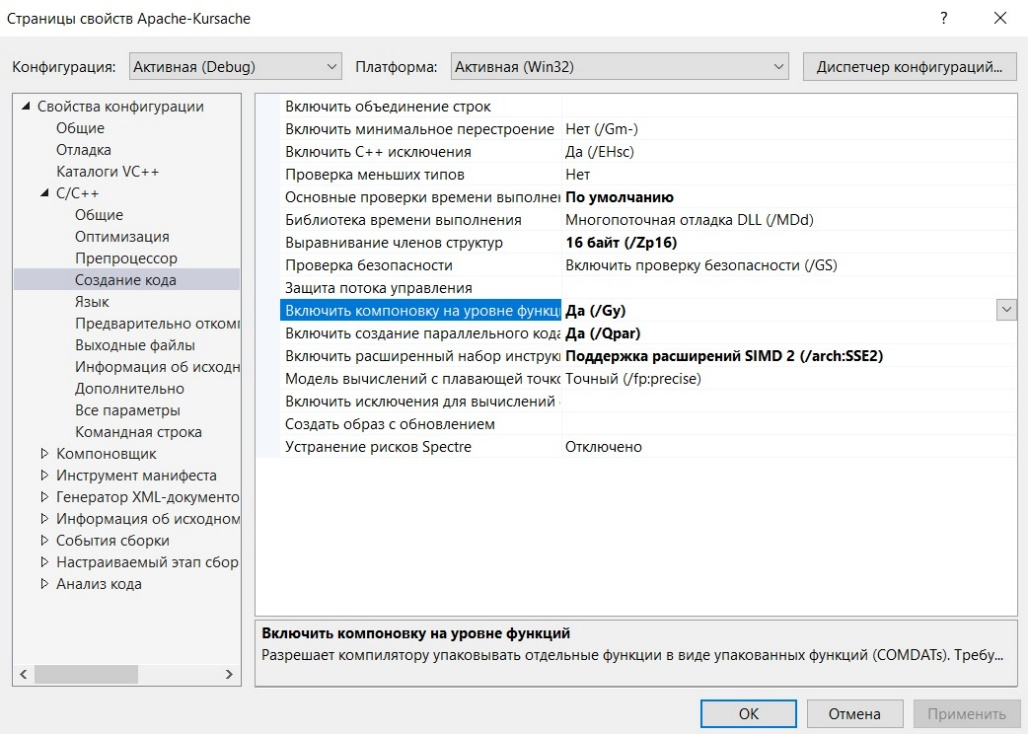 Страницы свойств Apache-Kursache
?
Конфигурация: Активная (Debug) Платформа: Активная (Win32) Диспетчер конфигураций...
Свойства конфигурации
Общие
Отладка
Каталоги VC++
C/C++
Общие
Оптимизация
Препроцессор
Создание кода
Язык
Предварительно отком
Выходные файлы
Информация об исходн
Дополнительно
Все параметры
Командная строка
Компоновщик
Инструмент манифеста
Генератор XML-документо
Информация об исходном
События сборки
Настраиваемый этап сбор
Анализ кода
Включить объединение строк
Включить минимальное перестроение Нет (/Gm-)
Включить C++ исключения Да (/EHsc)
Проверка меньших типов Нет
Основные проверки времени выполнен По умолчанию
Библиотека времени выполнения Многопоточная отладка DLL (/MDd)
Выравнивание членов структур 16 байт (/Zp16)
Проверка безопасности Включить проверку безопасности (/GS)
Защита потока управления
Включить компоновку на уровне функц Да (/Gy)
Включить создание параллельного кода Да (/Qpar)
Включить расширенный набор инструк Поддержка расширений SIMD 2 (/arch:SSE2)
Модель вычислений с плавающей точко Точный (/fp:precise)
Включить исключения для вычислений
Создать образ с обновлением
Устранение рисков Spectre Отключено
Включить компоновку на уровне функций
Разрешает компилятору упаковывать отдельные функции в виде упакованных функций (COMDATs). Требу...
ОК Отмена Применить